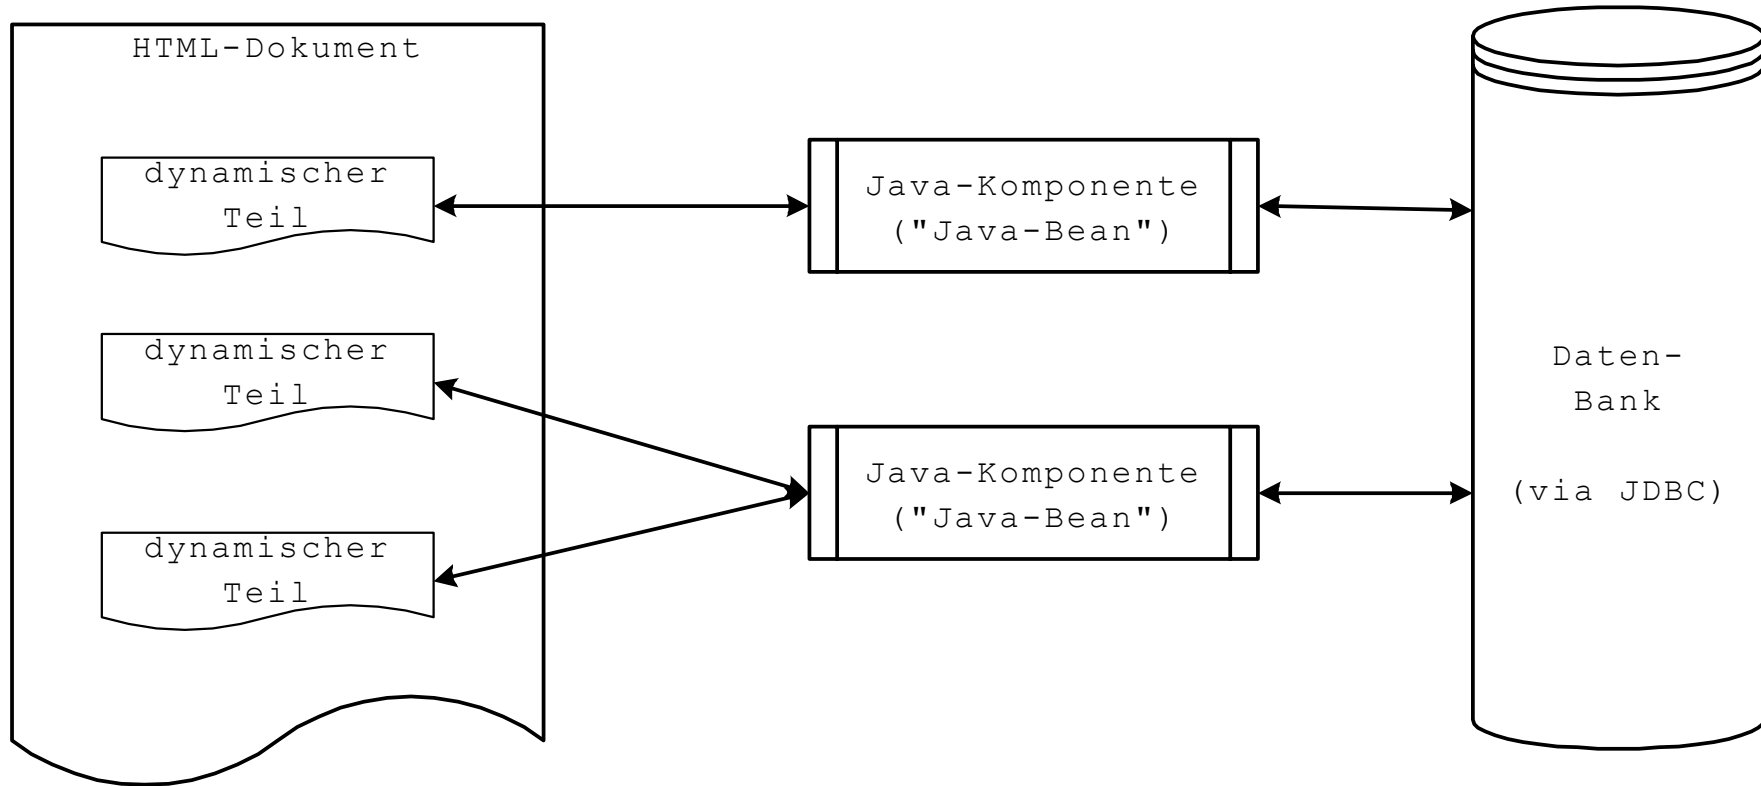 HTML-Dokument
dynamischer
Teil
dynamischer
Teil
dynamischer
Teil
Java-Komponente
("Java-Bean")
Java-Komponente
("Java-Bean")
Daten-
Bank
(via JDBC)